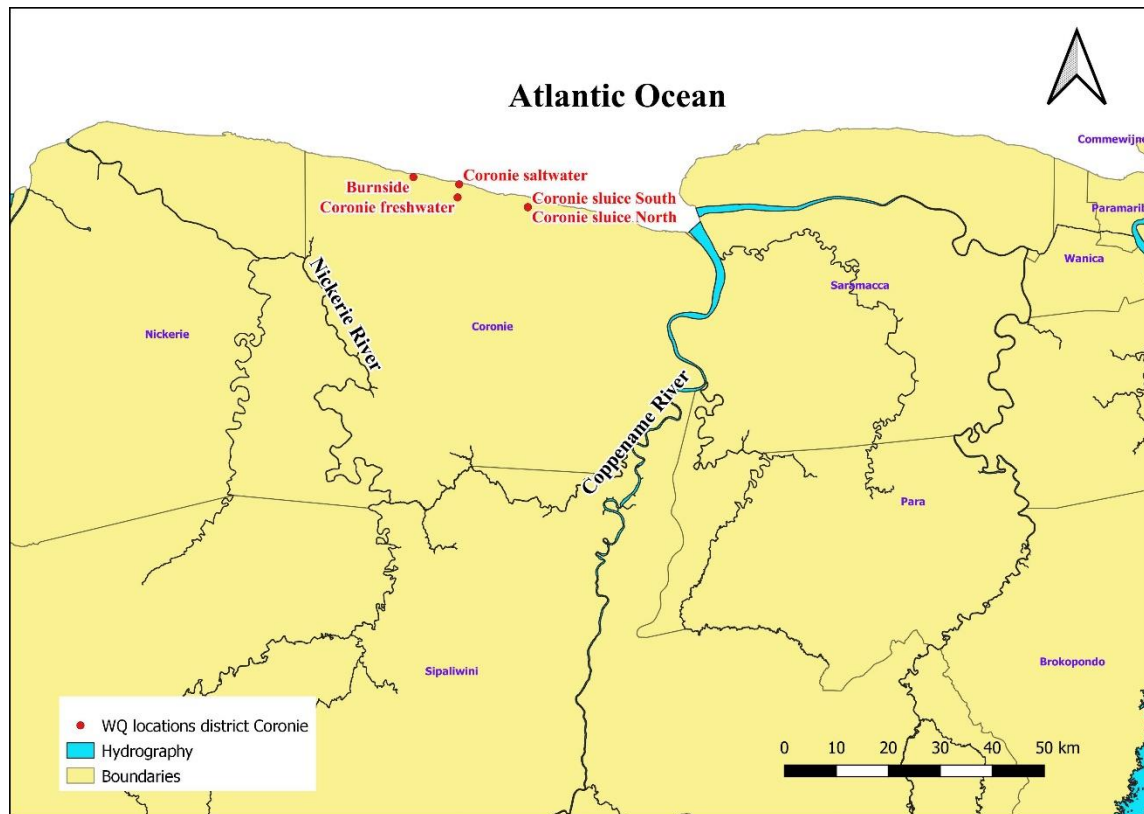 Atlantic Ocean
Commewijne
Coronie saltwater
Burnside
Coronie freshwater
Coronie sluice South
Coronie sluice North
Paramarib
Wanica
Nickerie River
Saramacca
Nickerie
Coronie
Coppename River
Para
Sipaliwini
Brokopondo
WQ locations district Coronie
Hydrography
Boundaries
0 10 20 30 40 50 km